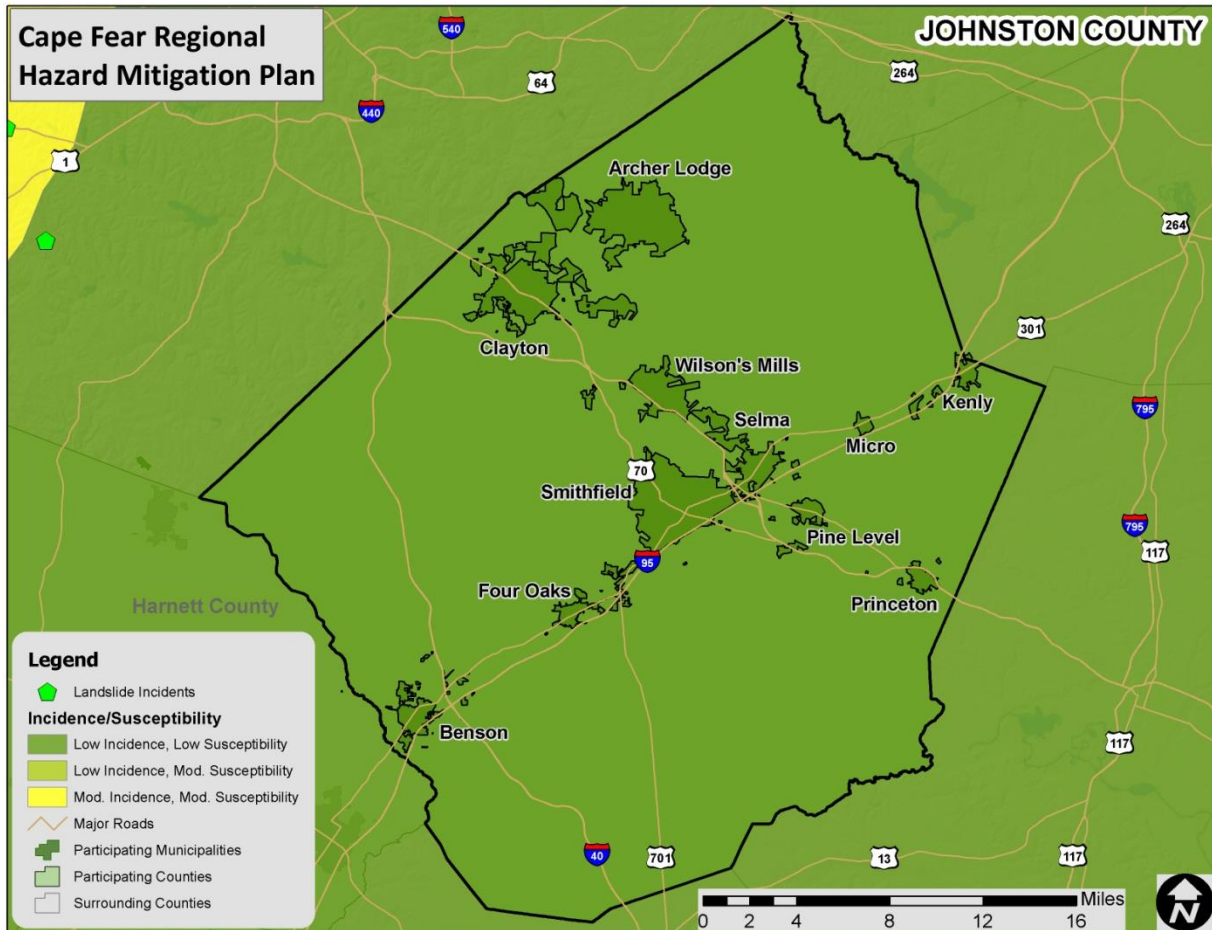 Cape Fear Regional
Hazard Mitigation Plan
JOHNSTON COUNTY
540
64
264
440
1
Archer Lodge
264
301
Clayton
Wilson's Mills
Kenly
795
Selma
Micro
70
Smithfield
795
Pine Level
117
95
Four Oaks
Princeton
Harnett County
Benson
117
40
701
13
117
Legend
Landslide Incidents
Incidence/Susceptibility
Low Incidence, Low Susceptibility
Low Incidence, Mod. Susceptibility
Mod. Incidence, Mod. Susceptibility
Major Roads
Participating Municipalities
Participating Counties
Surrounding Counties
Miles
0 2 4 8 12 16
N